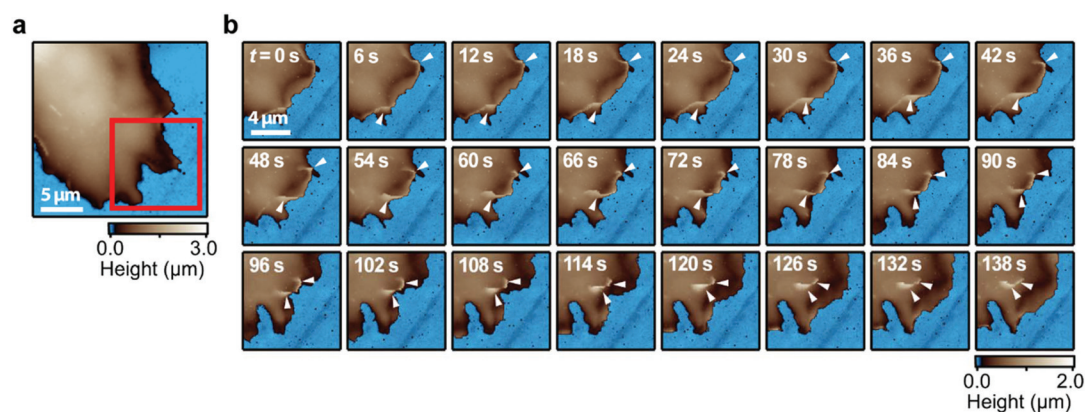 a
5 µm
0.0 3.0
Height (µm)
b
t = 0 s 6 s 12 s 18 s 24 s 30 s 36 s 42 s
4 µm
48 s 54 s 60 s 66 s 72 s 78 s 84 s 90 s
96 s 102 s 108 s 114 s 120 s 126 s 132 s 138 s
0.0 2.0
Height (µm)